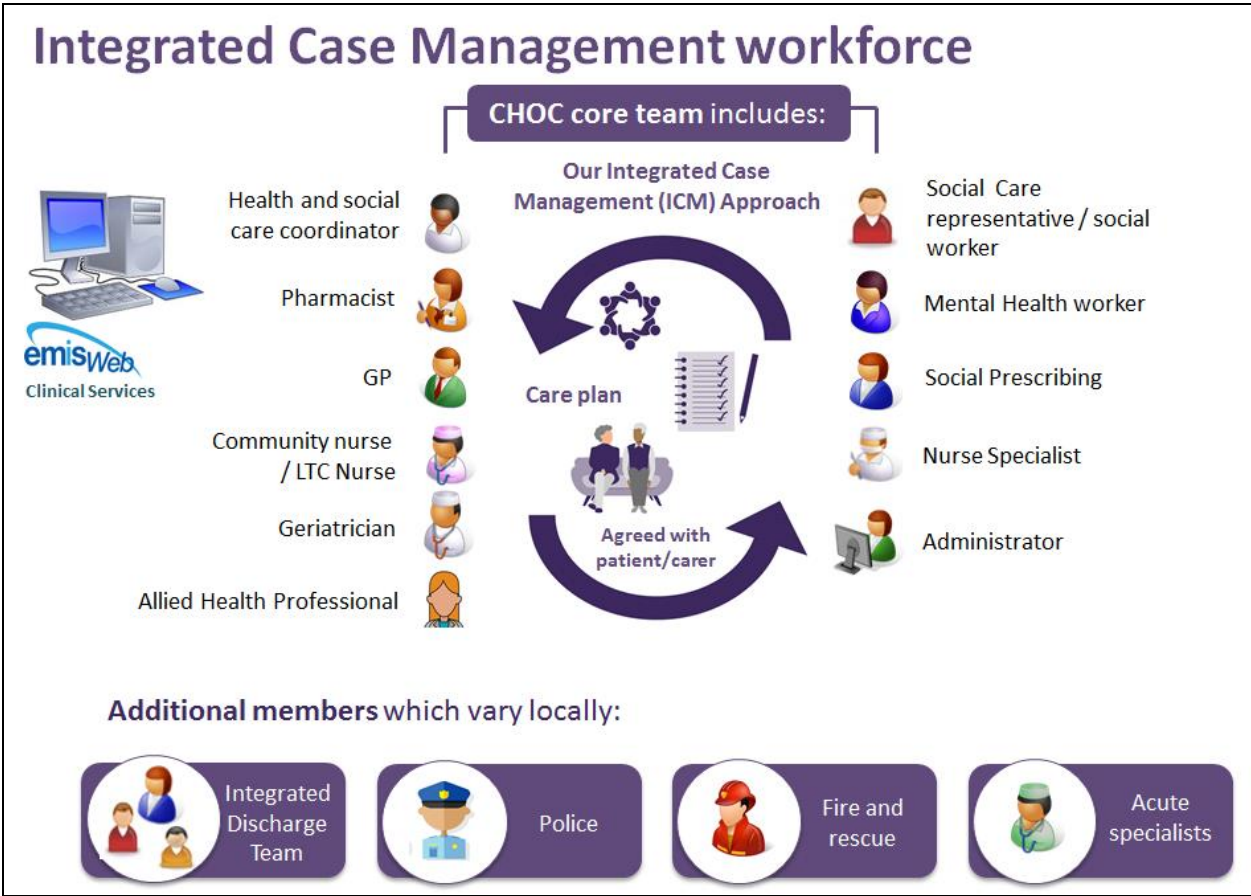 Integrated Case Management workforce
CHOC core team includes:
Our Integrated Case
Management (ICM) Approach
Health and social
care coordinator
Pharmacist
GP
Community nurse
/ LTC Nurse
Geriatrician
Allied Health Professional
emisWeb
Clinical Services
Care plan
Agreed with
patient/carer
Social Care
representative / social
worker
Mental Health worker
Social Prescribing
Nurse Specialist
Administrator
Additional members which vary locally:
Integrated
Discharge
Team
Police
Fire and
rescue
Acute
specialists